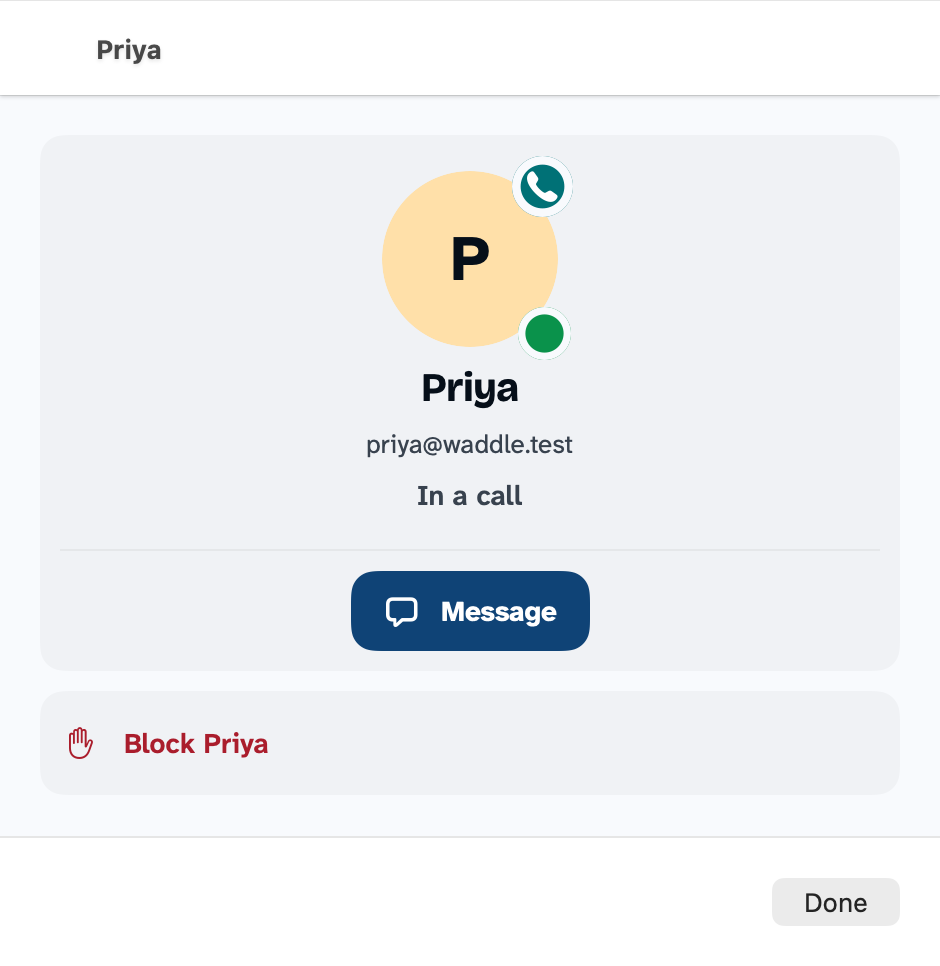 Priya
P
Priya
priya@waddle.test
In a call
Message
Block Priya
Done